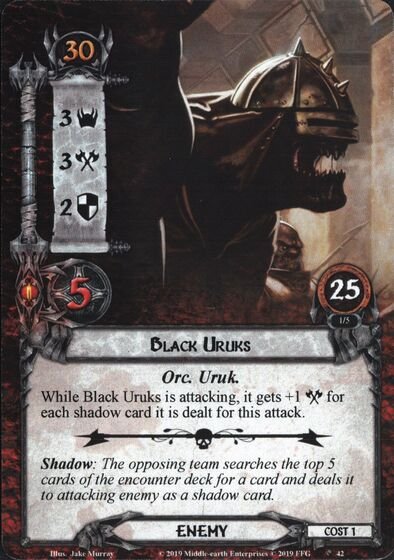 30
3
3
2
5
25
1/5
BLACK URUKS
Orc. Uruk.
While Black Uruks is attacking, it gets +1 for
each shadow card it is dealt for this attack.
Shadow: The opposing team searches the top 5
cards of the encounter deck for a card and deals it
to attacking enemy as a shadow card.
ENEMY
COST 1
Illus. Jake Murray
© 2019 Middle-earth Enterprises © 2019 FFG
42